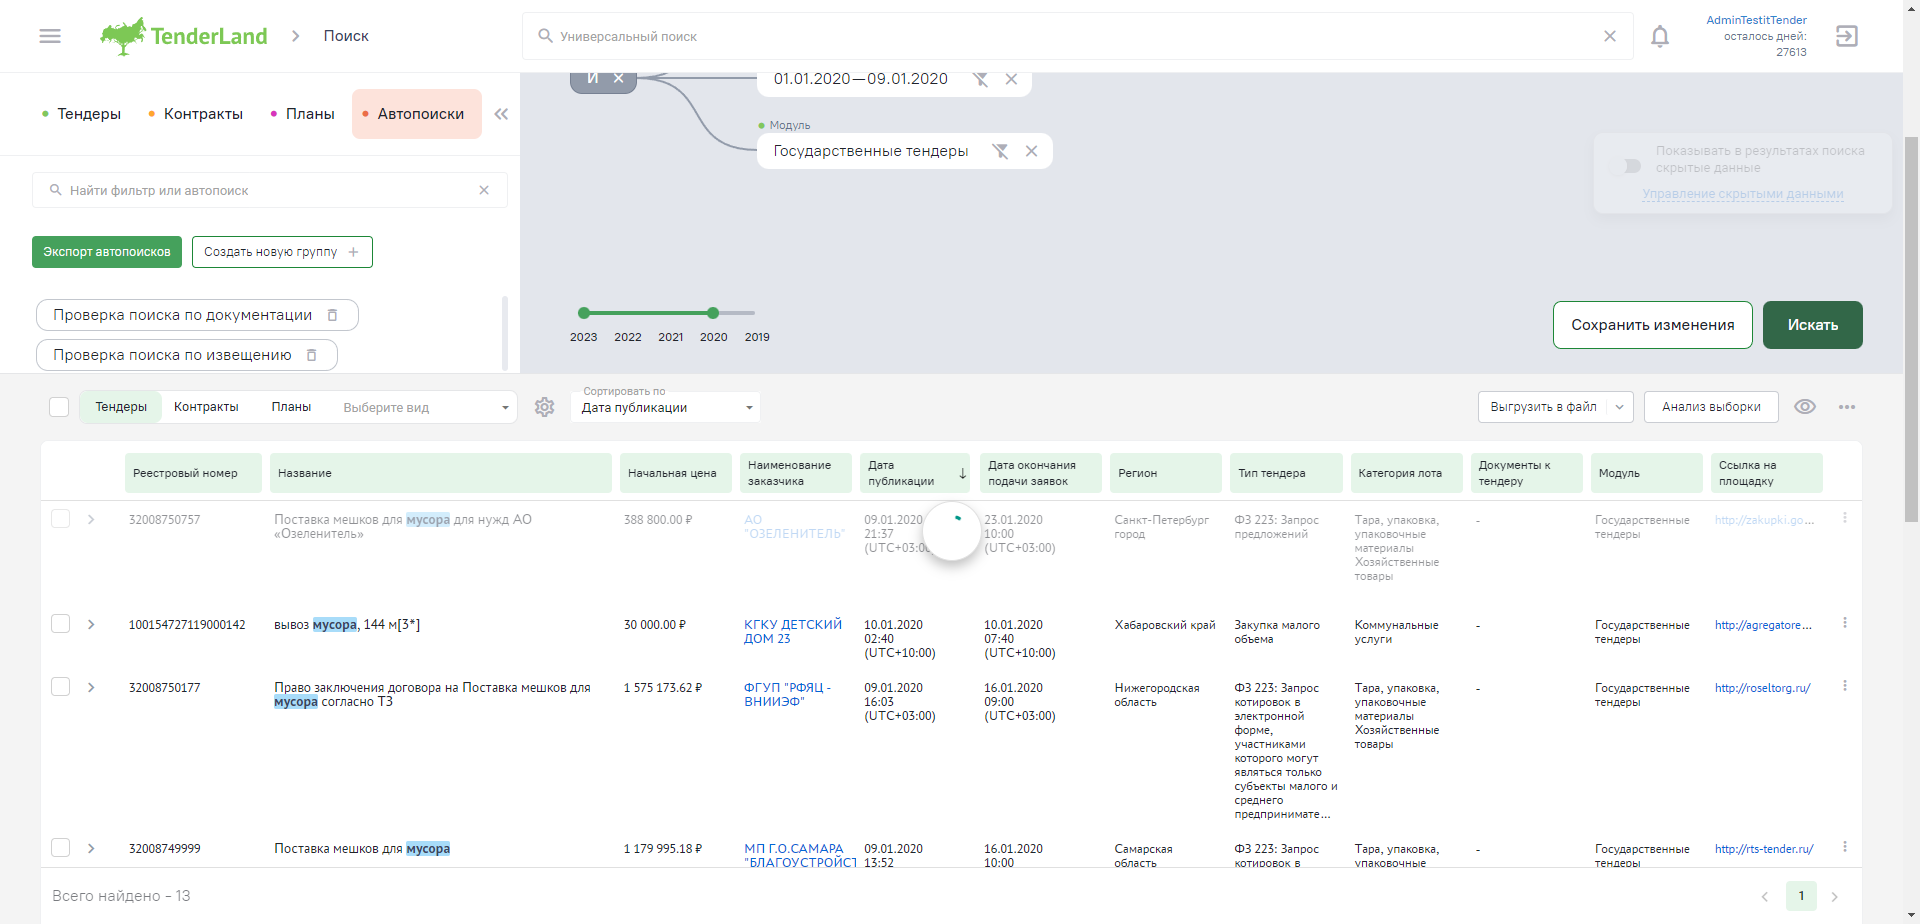 TenderLand
Поиск
Универсальный поиск
AdminTestitTender
осталось дней:
27613
Тендеры
Контракты
Планы
Автопоиски
И
01.01.2020—09.01.2020
Модуль
Государственные тендеры
Показывать в результатах поиска
скрытые данные
Управление скрытыми данными
Найти фильтр или автопоиск
Экспорт автопоисков
Создать новую группу
Проверка поиска по документации
Проверка поиска по извещению
2023 2022 2021 2020 2019
Сохранить изменения
Искать
Тендеры
Контракты
Планы
Выберите вид
Сортировать по
Дата публикации
Выгрузить в файл
Анализ выборки
Реестровый номер
Название
Начальная цена
Наименование
заказчика
Дата
публикации
Дата окончания
подачи заявок
Регион
Тип тендера
Категория лота
Документы к
тендеру
Модуль
Ссылка на
площадку
32008750757
Поставка мешков для мусора для нужд АО
«Озеленитель»
388 800.00 ₽
АО
"ОЗЕЛЕНИТЕЛЬ"
09.01.2020
21:37
(UTC+03:00
23.01.2020
10:00
(UTC+03:00)
Санкт-Петербург
город
ФЗ 223: Запрос
предложений
Тара, упаковка,
упаковочные
материалы
Хозяйственные
товары
-
Государственные
тендеры
http://zakupki.go...
100154727119000142
вывоз мусора, 144 м[3*]
30 000.00 ₽
КГКУ ДЕТСКИЙ
ДОМ 23
10.01.2020
02:40
(UTC+10:00)
10.01.2020
07:40
(UTC+10:00)
Хабаровский край
Закупка малого
объема
Коммунальные
услуги
-
Государственные
тендеры
http://agregatore...
32008750177
Право заключения договора на Поставка мешков для
мусора согласно ТЗ
1 575 173.62 ₽
ФГУП "РФЯЦ -
ВНИИЭФ"
09.01.2020
16:03
(UTC+03:00)
16.01.2020
09:00
(UTC+03:00)
Нижегородская
область
ФЗ 223: Запрос
котировок в
электронной
форме,
участниками
которого могут
являться только
субъекты малого и
среднего
предпринимате...
Тара, упаковка,
упаковочные
материалы
Хозяйственные
товары
-
Государственные
тендеры
http://roseltorg.ru/
32008749999
Поставка мешков для мусора
1 179 995.18 ₽
МП Г.О.САМАРА
"БЛАГОУСТРОЙСТ
09.01.2020
13:52
16.01.2020
10:00
Самарская
область
ФЗ 223: Запрос
котировок в
Тара, упаковка,
упаковочные
-
Государственные
тендеры
http://rts-tender.ru/
Всего найдено - 13
1